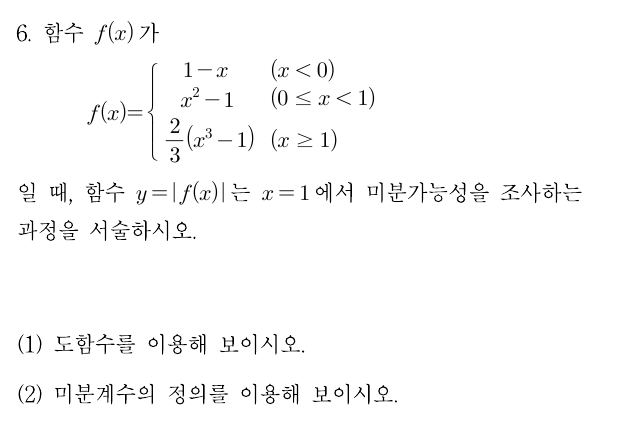 6. 함수 f(x)가
f(x)={ 1−x (x<0)
x²−1 (0≤x<1)
2/3(x³−1) (x≥1)
일 때, 함수 y=|f(x)|는 x=1에서 미분가능성을 조사하는
과정을 서술하시오.
(1) 도함수를 이용해 보이시오.
(2) 미분계수의 정의를 이용해 보이시오.